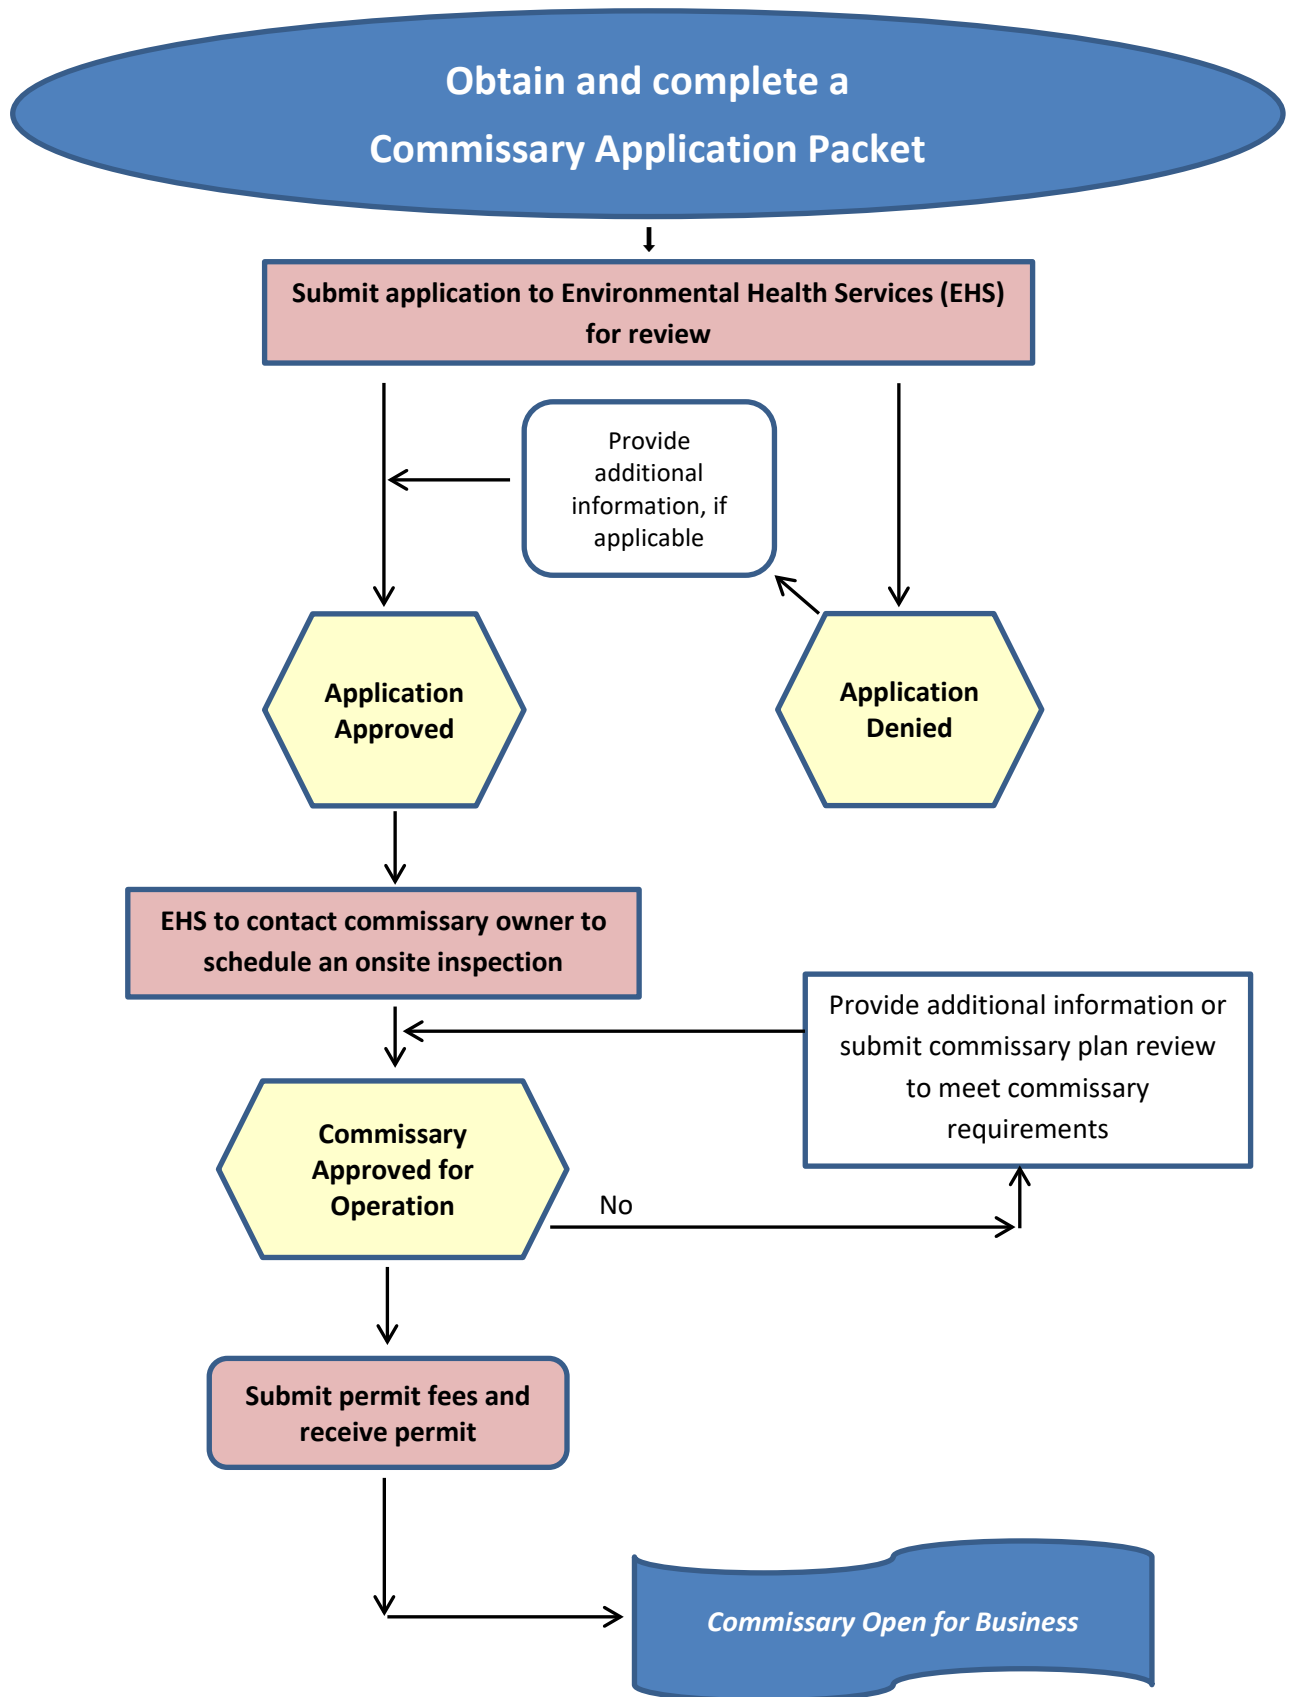 Obtain and complete a
Commissary Application Packet
Submit application to Environmental Health Services (EHS)
for review
Provide
additional
information, if
applicable
Application
Approved
Application
Denied
EHS to contact commissary owner to
schedule an onsite inspection
Provide additional information or
submit commissary plan review
to meet commissary
requirements
Commissary
Approved for
Operation
No
Submit permit fees and
receive permit
Commissary Open for Business